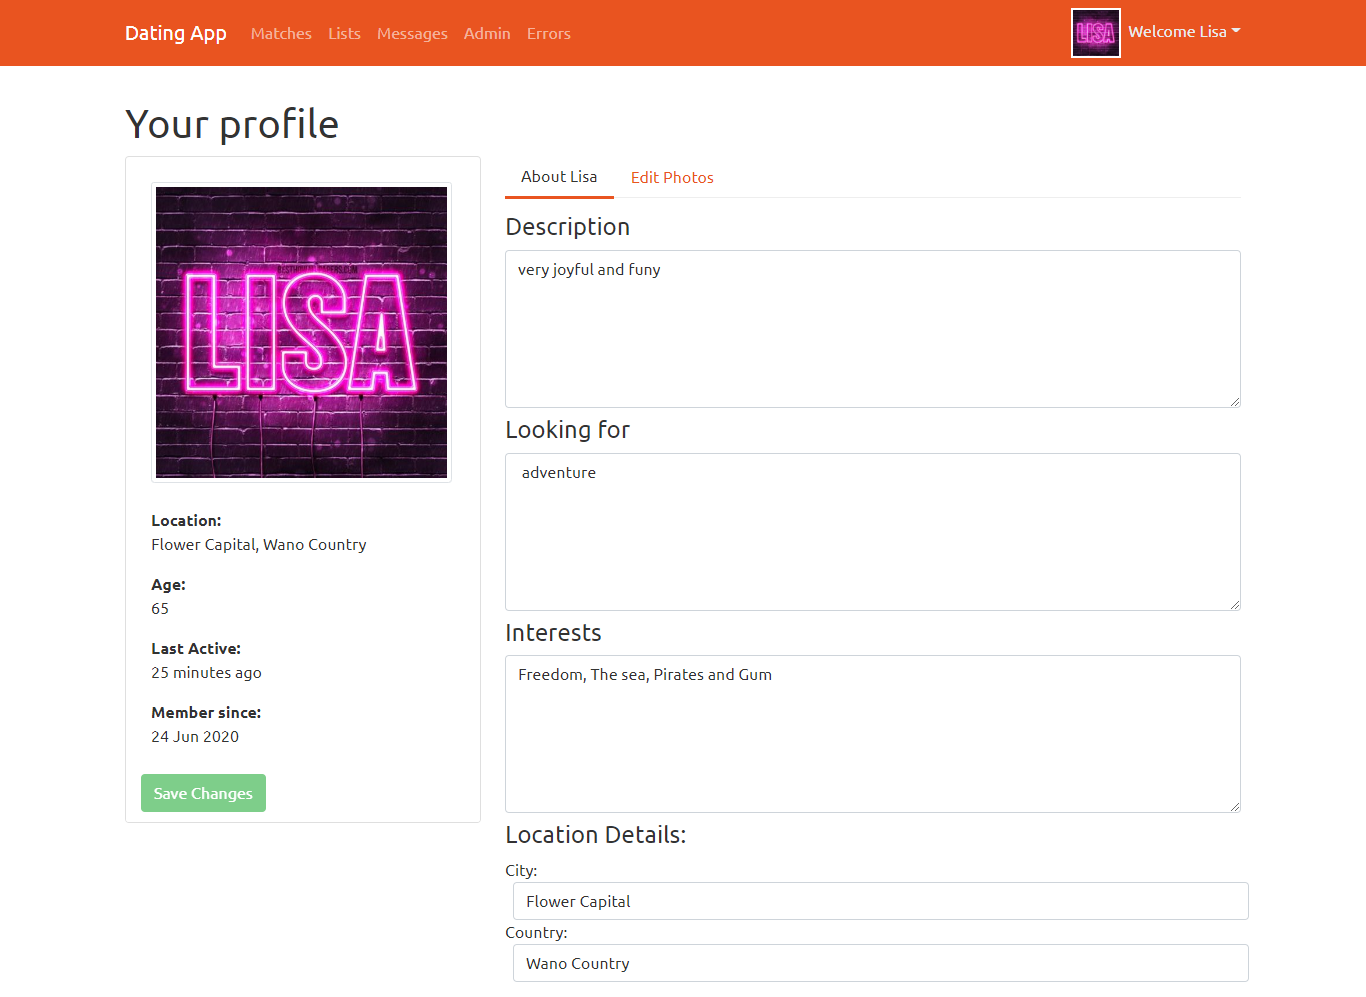 Dating App Matches Lists Messages Admin Errors LISA Welcome Lisa
Your profile
LISA
Location:
Flower Capital, Wano Country
Age:
65
Last Active:
25 minutes ago
Member since:
24 Jun 2020
Save Changes
About Lisa Edit Photos
Description
very joyful and funy
Looking for
adventure
Interests
Freedom, The sea, Pirates and Gum
Location Details:
City:
Flower Capital
Country:
Wano Country